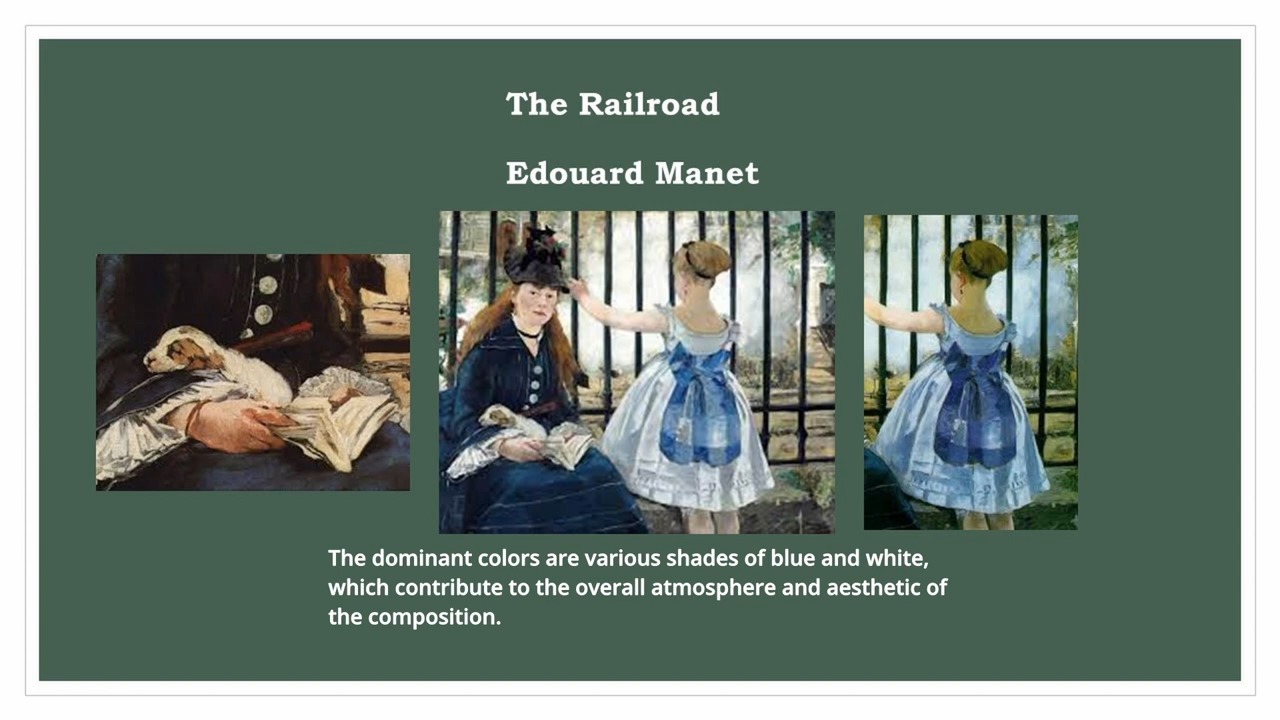 The Railroad
Edouard Manet
The dominant colors are various shades of blue and white,
which contribute to the overall atmosphere and aesthetic of
the composition.